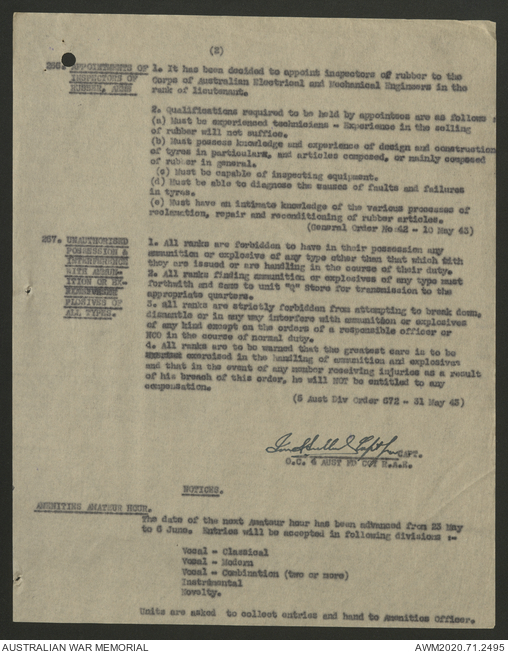 (2)
266. APPOINTMENTS OF INSPECTORS OF RUBBER, AEME
1. It has been decided to appoint inspectors of rubber to the
Corps of Australian Electrical and Mechanical Engineers in the
rank of lieutenant.
2. Qualifications required to be held by appointees are as follows :
(a) Must be experienced technicians - Experience in the selling
of rubber will not suffice.
(b) Must possess knowledge and experience of design and construction
of tyres in particulars, and articles composed, or mainly composed
of rubber in general.
(c) Must be capable of inspecting equipment.
(d) Must be able to diagnose the causes of faults and failures
in tyres.
(e) Must have an intimate knowledge of the various processes of
reclamation, repair and reconditioning of rubber articles.
(General Order No 42 - 10 May 43)
267. UNAUTHORISED
POSSESSION &
INTERFERENCE
WITH AMMUN-
ITION OR EX-
PLOSIVES OF
ALL TYPES.
1. All ranks are forbidden to have in their possession any
ammunition or explosive of any type other than that which
they are issued or are handling in the course of their duty.
2. All ranks finding ammunition or explosives of any type must
forthwith and same to unit "Q" Store for transmission to the
appropriate quarters.
3. All ranks are strictly forbidden from attempting to break down,
dismantle or in any way interfere with ammunition or explosives
of any kind except on the orders of a responsible officer or
NCO in the course of normal duty.
4. All ranks are to be warned that the greatest care is to be
exercised in the handling of ammunition and explosives
and that in the event of any member receiving injuries as a result
of his breach of this order, he will NOT be entitled to any
compensation.
(5 Aust Div Order 672 - 31 May 43)
Capt for CAPT.
O.C. 4 AUST
NOTICES.
AMENITIES AMATEUR HOUR.
The date of the next Amateur hour has been advanced from 23 May
to 6 June. Entries will be accepted in following divisions :-
Vocal - Classical
Vocal - Modern
Vocal - Combination (two or more)
Instrumental
Novelty.
Units are asked to collect entries and hand to Amenities Officer.
AUSTRALIAN WAR MEMORIAL
AWM2020.71.2495